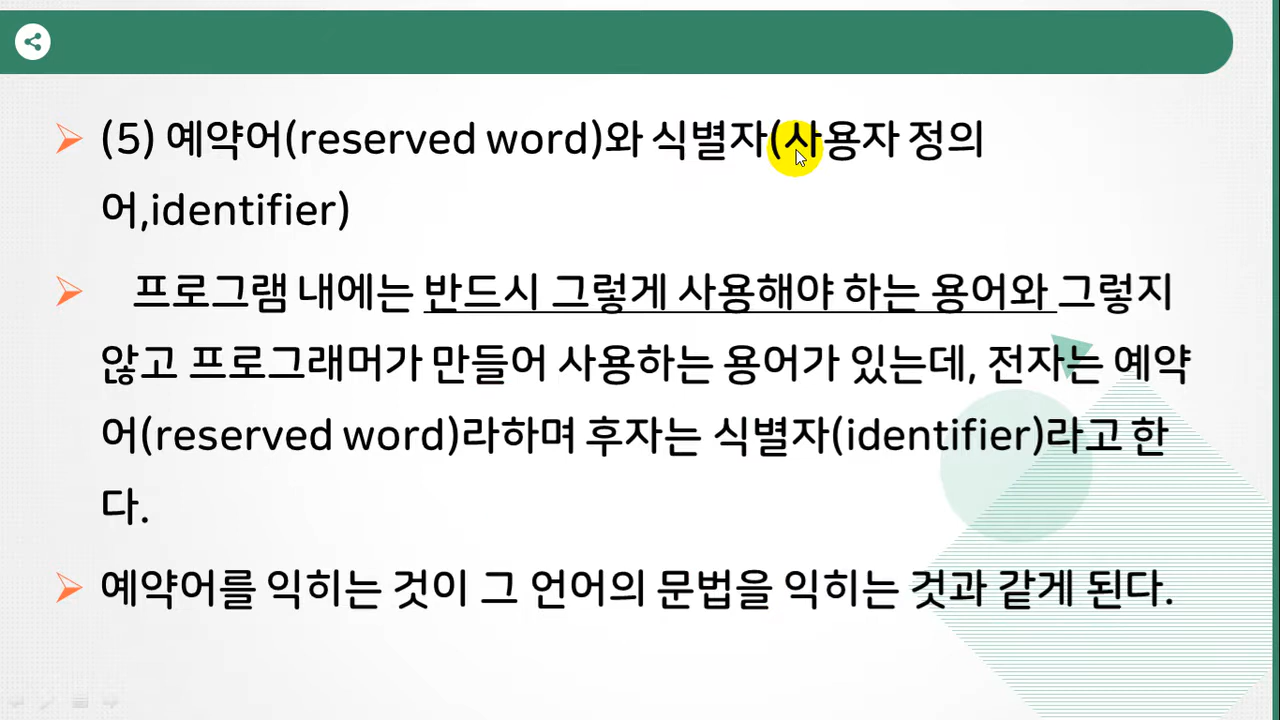 (5) 예약어(reserved word)와 식별자(사용자 정의
어,identifier)
프로그램 내에는 반드시 그렇게 사용해야 하는 용어와 그렇지
않고 프로그래머가 만들어 사용하는 용어가 있는데, 전자는 예약
어(reserved word)라하며 후자는 식별자(identifier)라고 한
다.
예약어를 익히는 것이 그 언어의 문법을 익히는 것과 같게 된다.